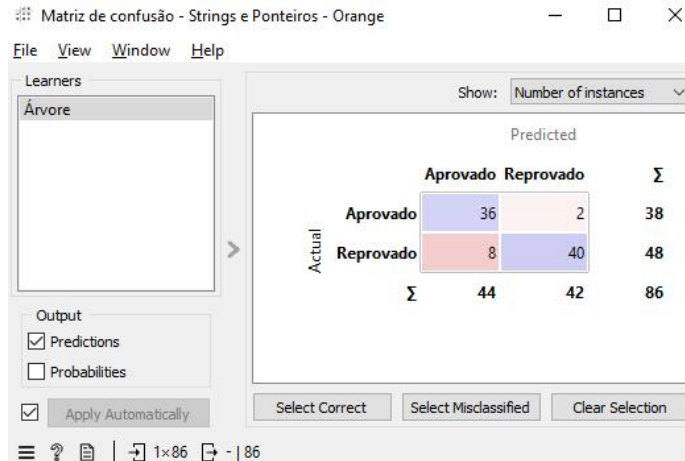 Matriz de confusão - Strings e Ponteiros - Orange
File View Window Help
Learners
Árvore
Show: Number of instances
Predicted
Aprovado Reprovado Σ
Actual
Aprovado 36 2 38
Reprovado 8 40 48
Σ 44 42 86
Output
Predictions
Probabilities
Apply Automatically
Select Correct Select Misclassified Clear Selection
1×86 - | 86